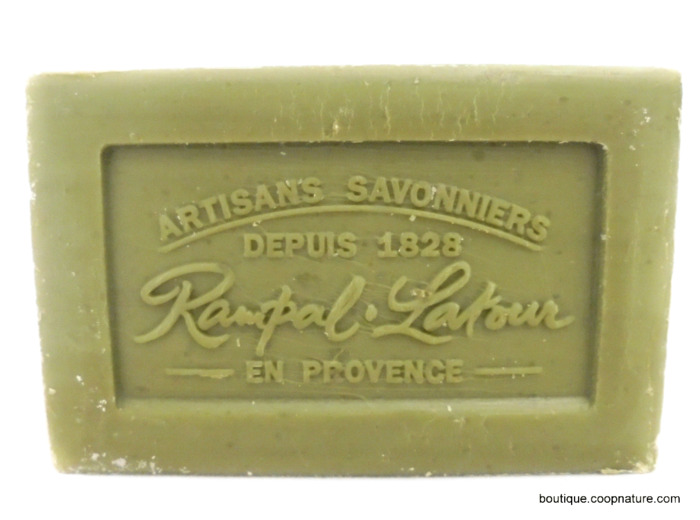 ARTISANS SAVONNIERS
DEPUIS 1828
Rampal·Latour
EN PROVENCE
boutique.coopnature.com